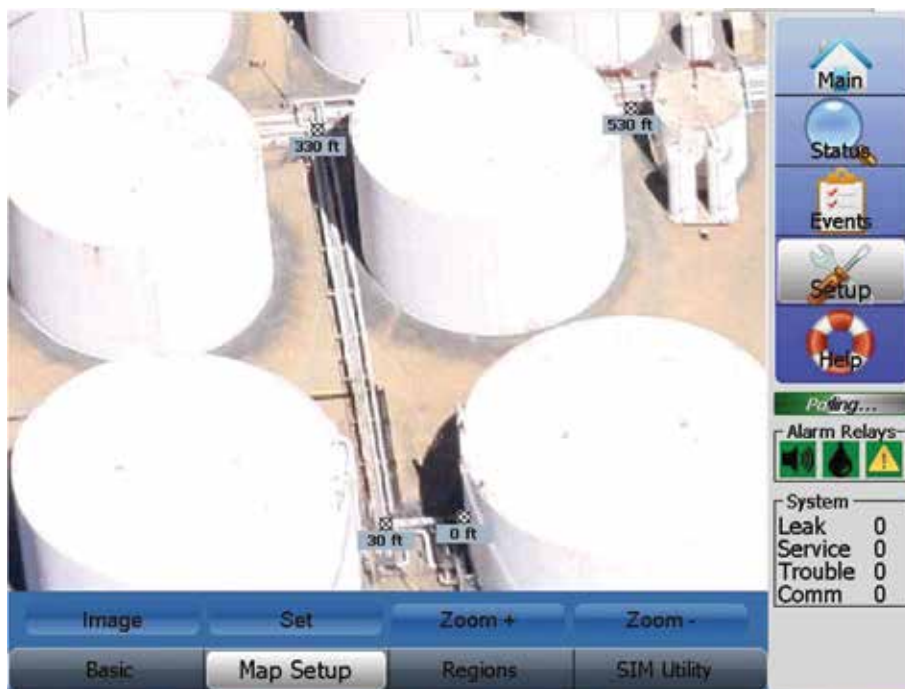 Main
330 ft
530 ft
Status
Events
Setup
Help
Polling...
Alarm Relays
System
Leak 0
Service 0
Trouble 0
Comm 0
30 ft
0 ft
Image Set Zoom + Zoom -
Basic Map Setup Regions SIM Utility